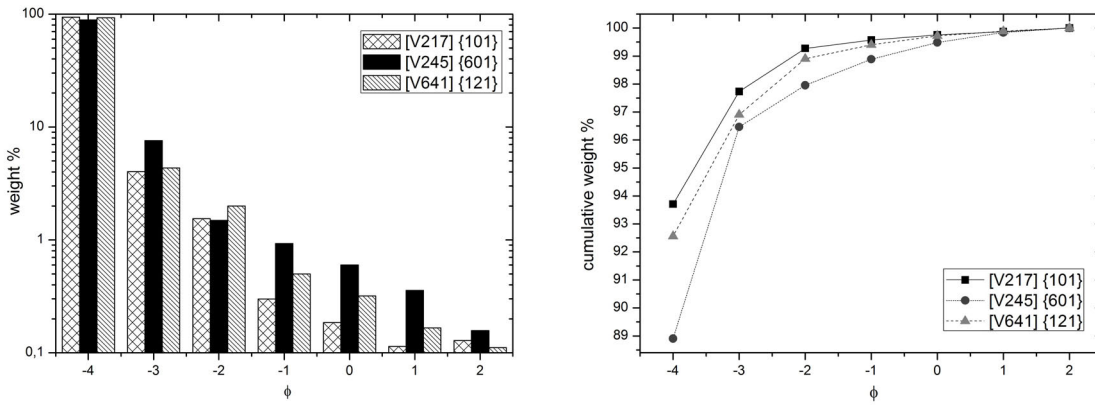 100
10
1
0,1
weight %
-4 -3 -2 -1 0 1 2
ϕ
[V217] {101}
[V245] {601}
[V641] {121}
100
99
98
97
96
95
94
93
92
91
90
89
cumulative weight %
-4 -3 -2 -1 0 1 2
ϕ
[V217] {101}
[V245] {601}
[V641] {121}